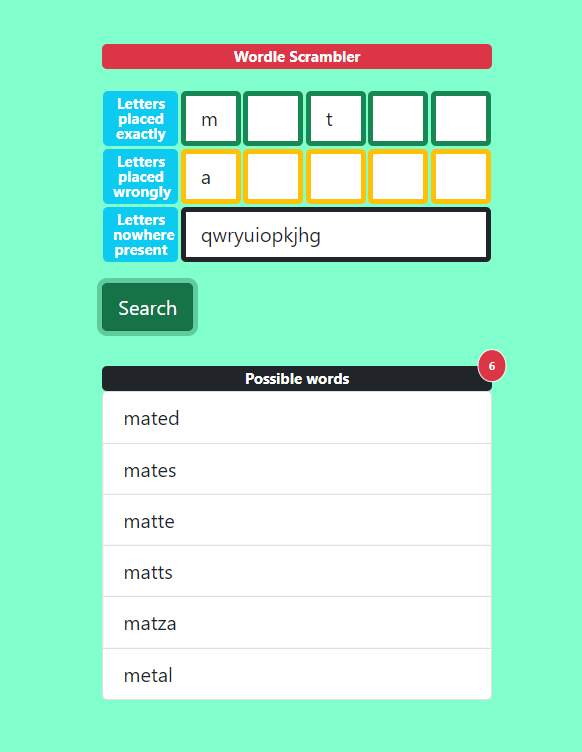 Wordle Scrambler
Letters
placed
exactly
m
t
Letters
placed
wrongly
a
Letters
nowhere
present
qwryuiopkjhg
Search
6
Possible words
mated
mates
matte
matts
matza
metal